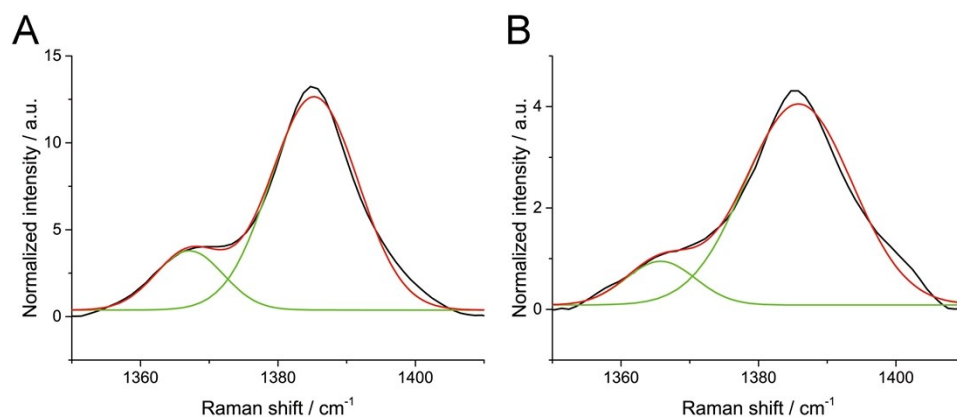 A
B
Normalized intensity / a.u.
15
10
5
0
1360
1380
1400
Raman shift / cm⁻¹
Normalized intensity / a.u.
4
2
0
1360
1380
1400
Raman shift / cm⁻¹